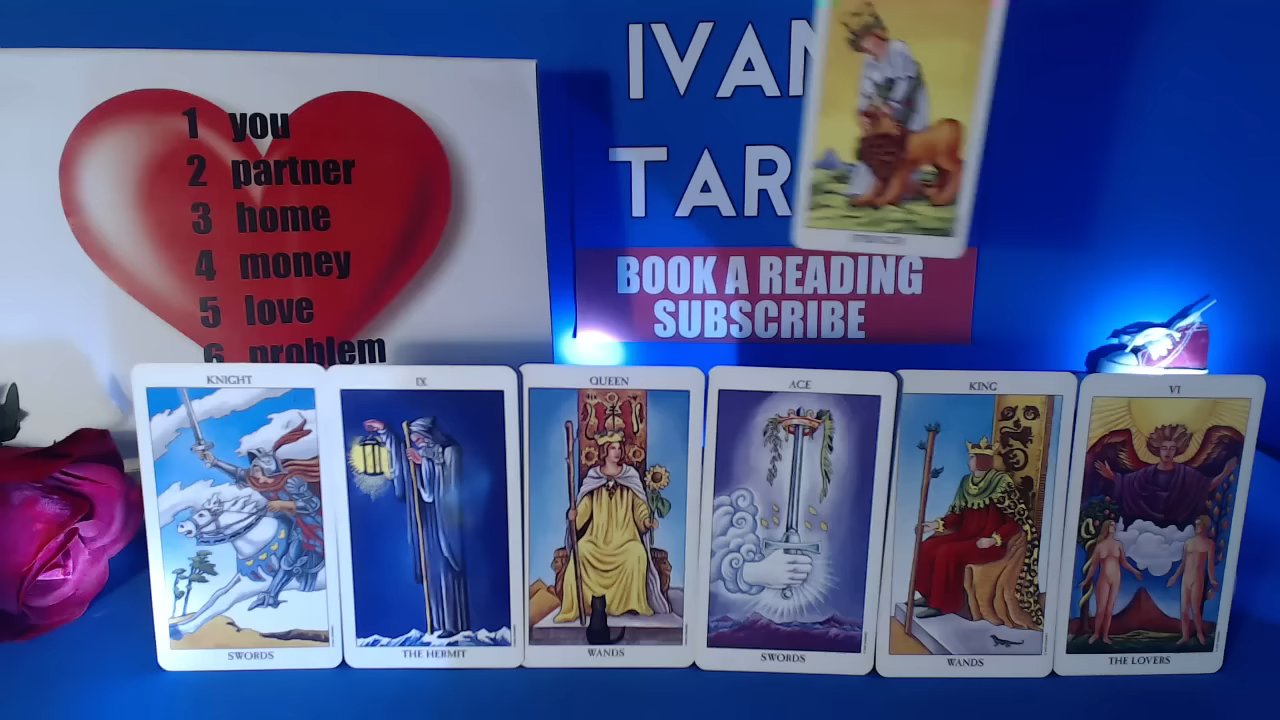 1 you
2 partner
3 home
4 money
5 love
6 problem
IVAN
TAR
BOOK A READING
SUBSCRIBE
KNIGHT
SWORDS
IX
THE HERMIT
QUEEN
WANDS
ACE
SWORDS
KING
WANDS
VI
THE LOVERS